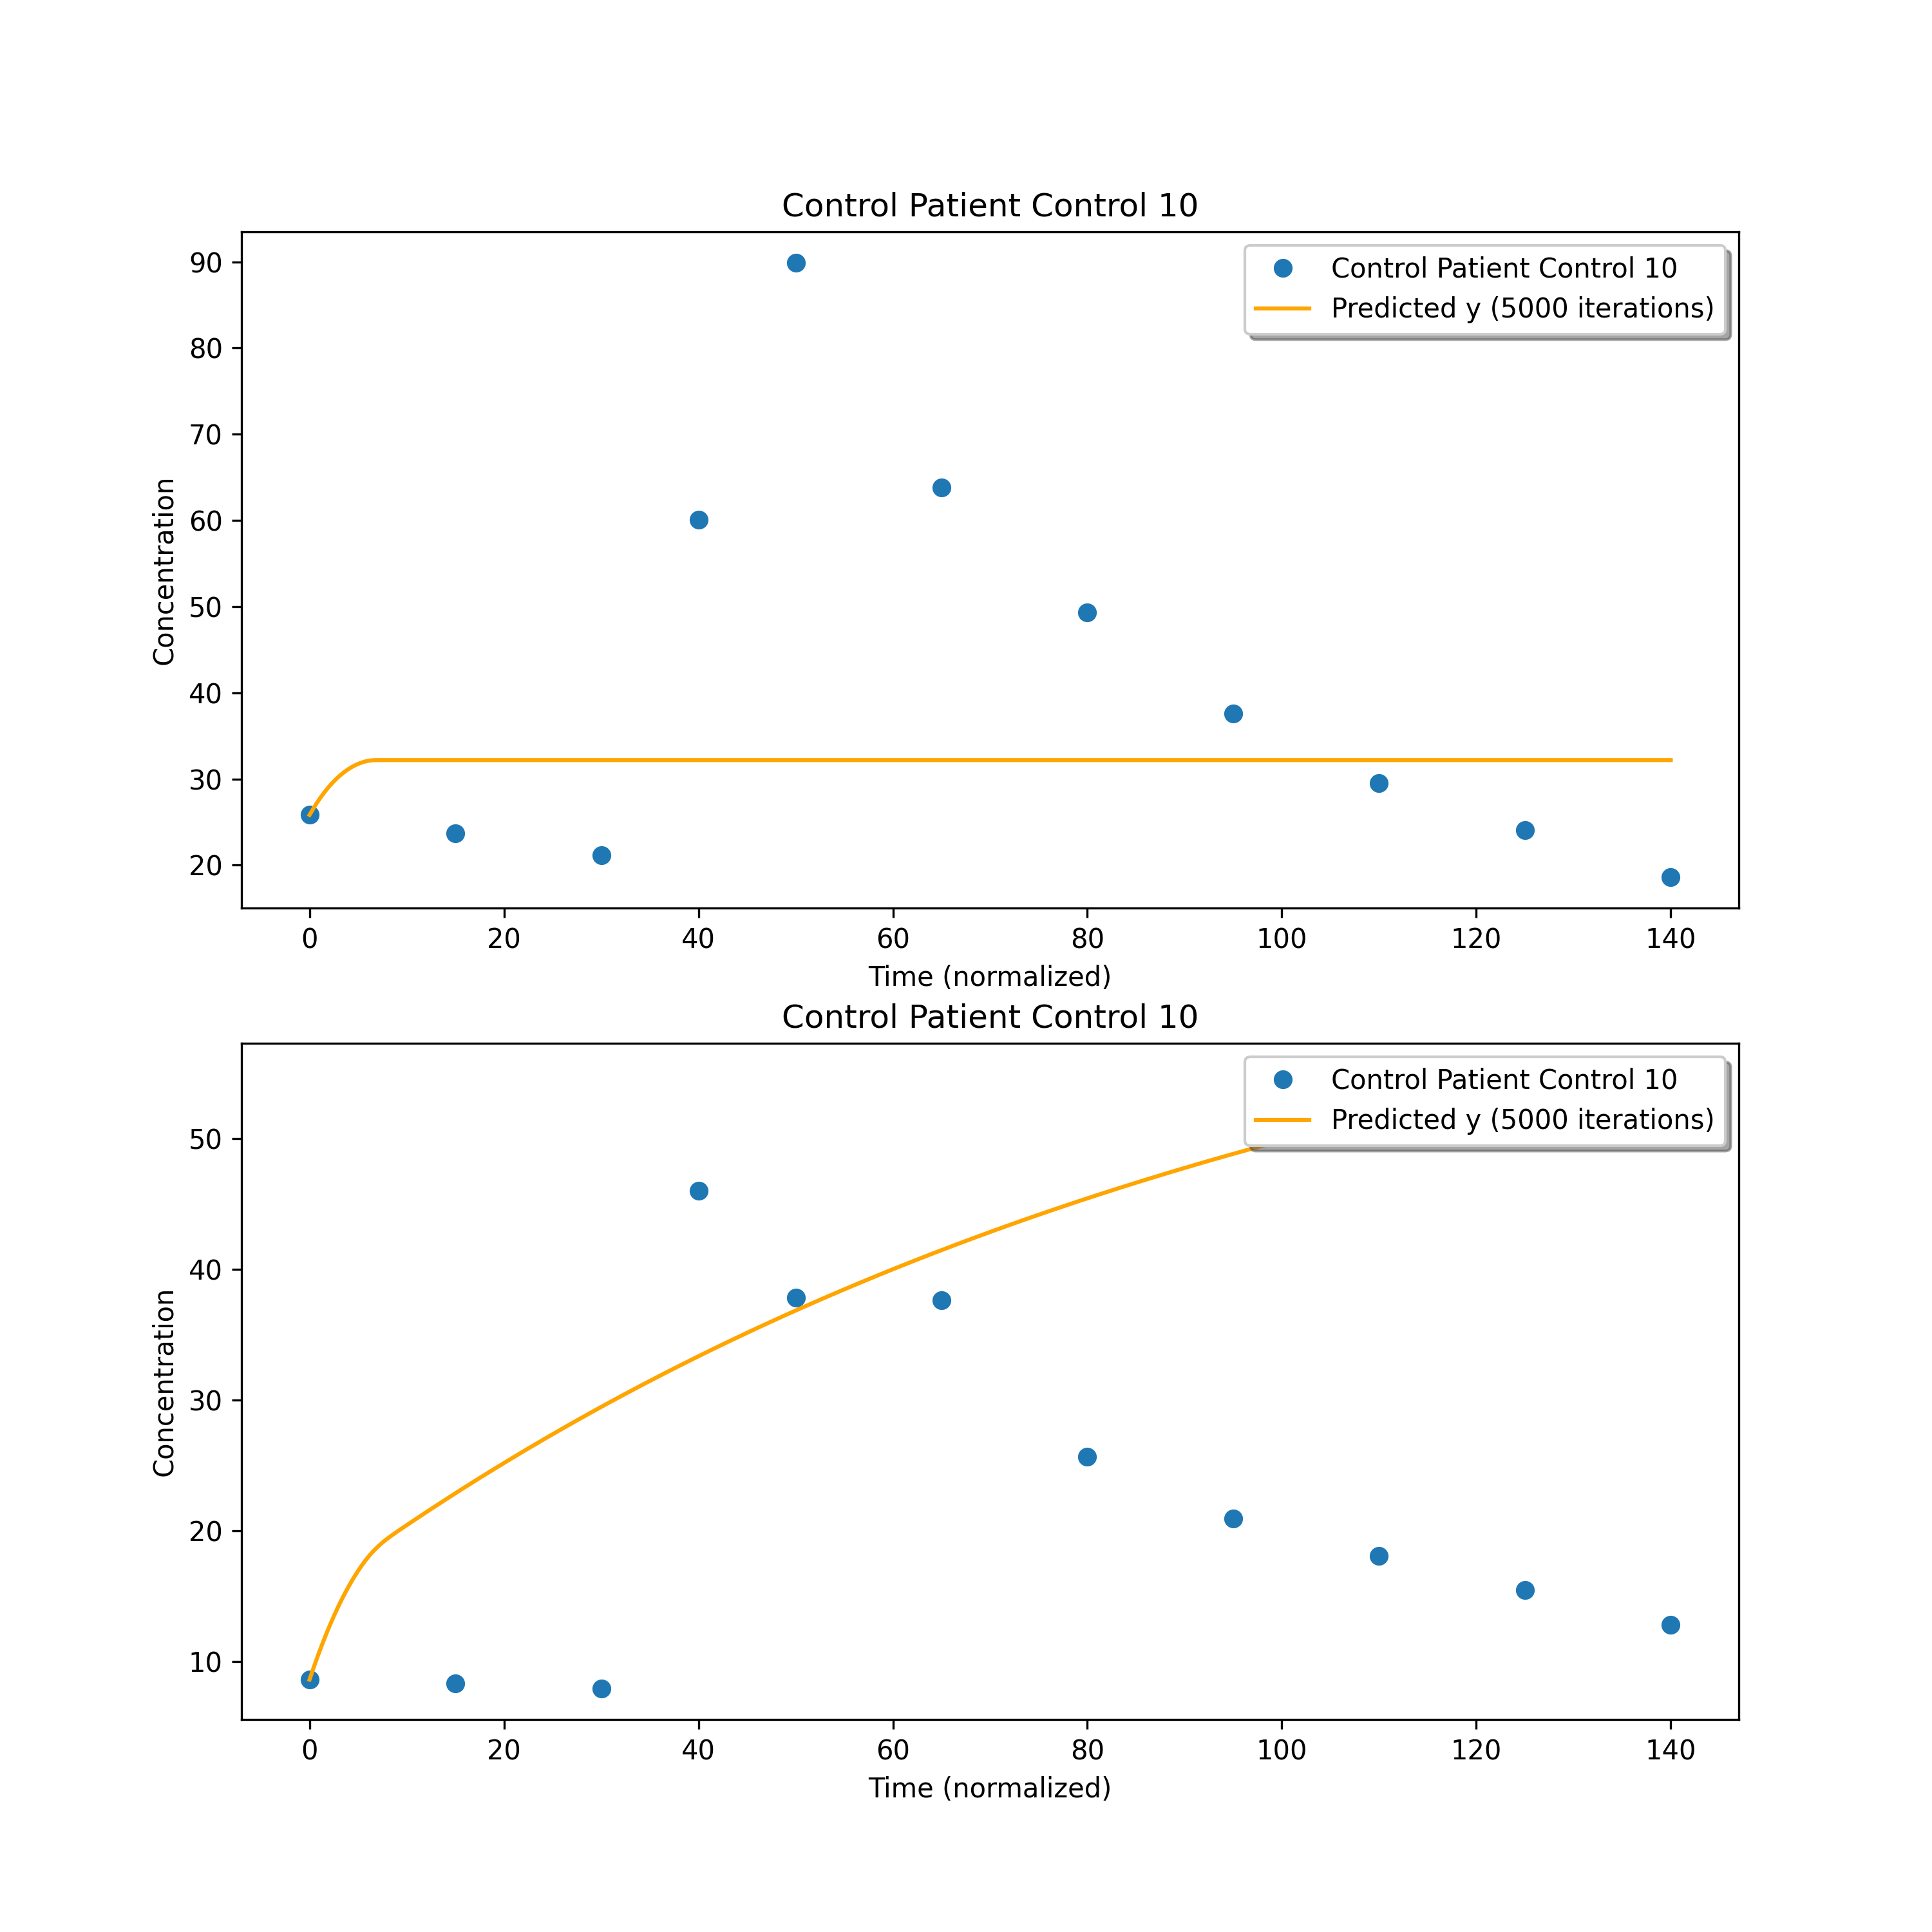 Control Patient Control 10
90
80
70
60
50
40
30
20
Concentration
Control Patient Control 10
Predicted y (5000 iterations)
0 20 40 60 80 100 120 140
Time (normalized)
Control Patient Control 10
50
40
30
20
10
Concentration
Control Patient Control 10
Predicted y (5000 iterations)
0 20 40 60 80 100 120 140
Time (normalized)